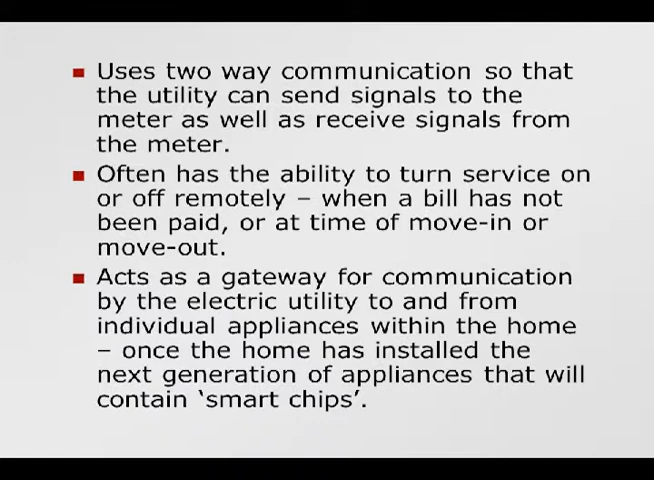 Uses two way communication so that
the utility can send signals to the
meter as well as receive signals from
the meter.
Often has the ability to turn service on
or off remotely – when a bill has not
been paid, or at time of move-in or
move-out.
Acts as a gateway for communication
by the electric utility to and from
individual appliances within the home
– once the home has installed the
next generation of appliances that will
contain ‘smart chips’.